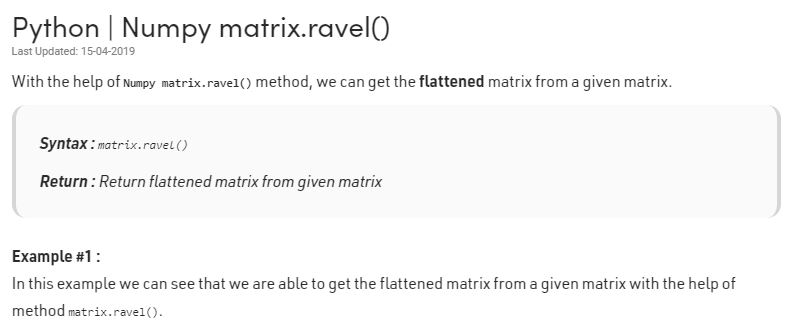 Python | Numpy matrix.ravel()
Last Updated: 15-04-2019
With the help of Numpy matrix.ravel() method, we can get the flattened matrix from a given matrix.
Syntax : matrix.ravel()
Return : Return flattened matrix from given matrix
Example #1 :
In this example we can see that we are able to get the flattened matrix from a given matrix with the help of
method matrix.ravel().